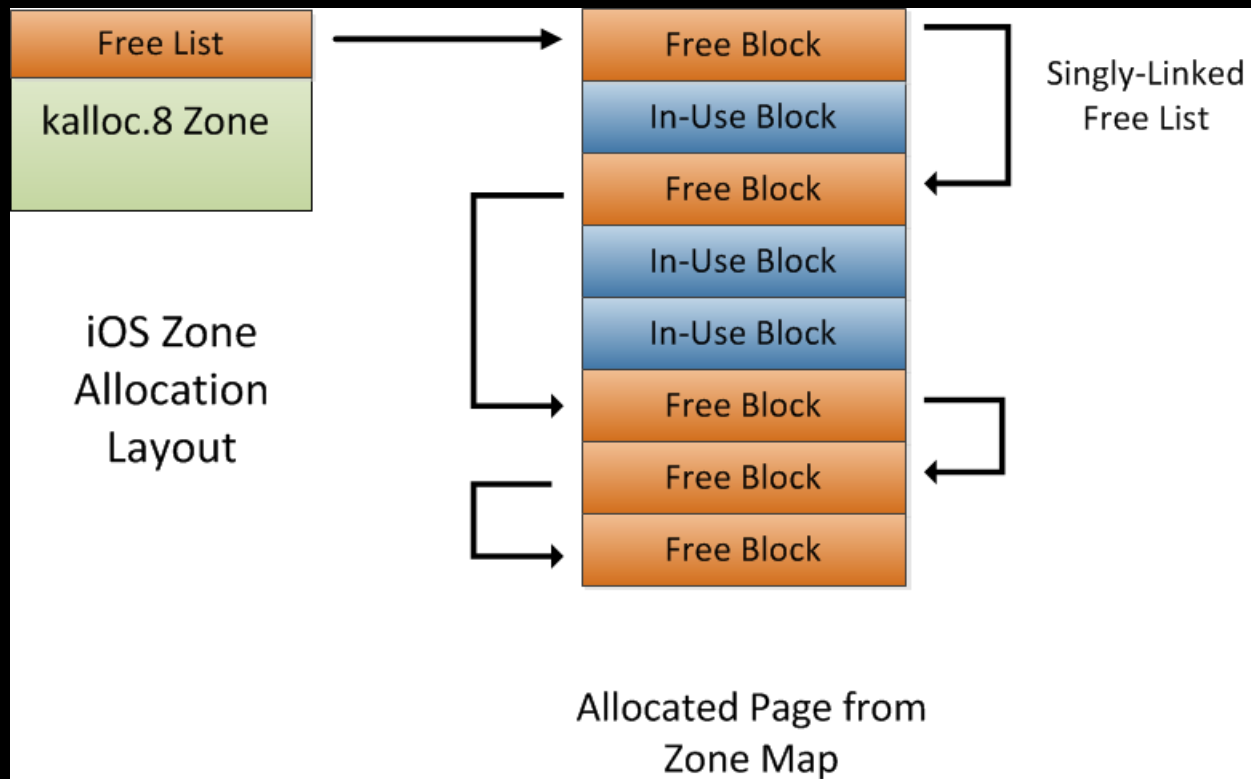 Free List
kalloc.8 Zone
iOS Zone
Allocation
Layout
Free Block
In-Use Block
Free Block
In-Use Block
In-Use Block
Free Block
Free Block
Free Block
Singly-Linked
Free List
Allocated Page from
Zone Map